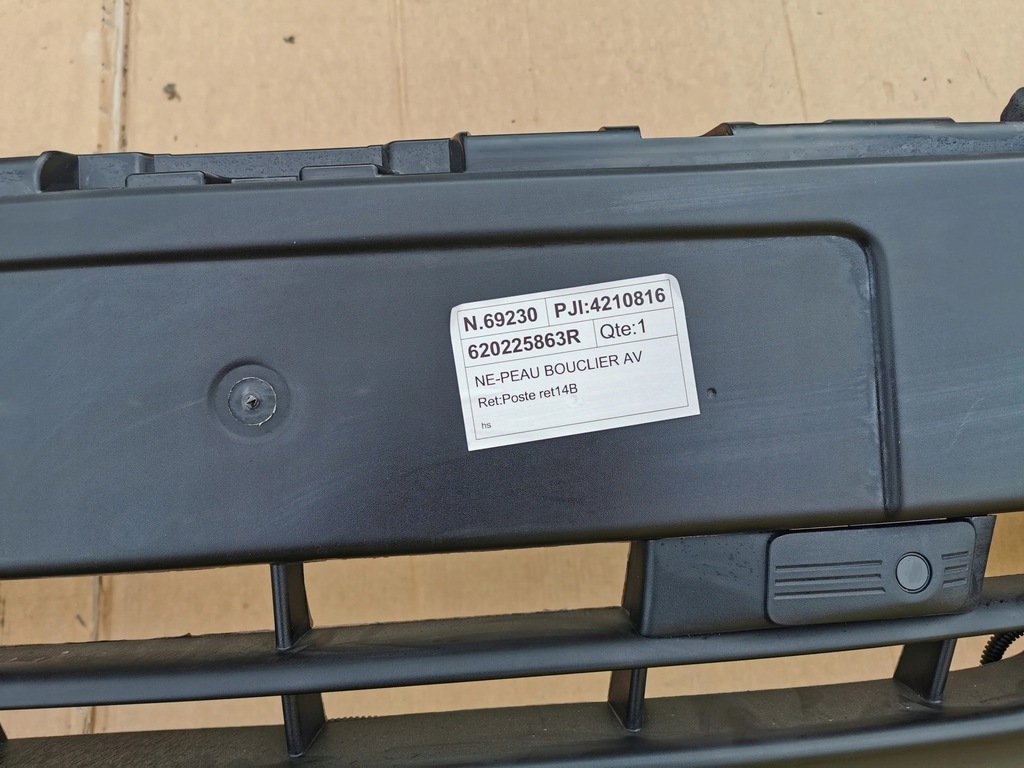 N.69230 PJI:4210816
620225863R Qte:1
NE-PEAU BOUCLIER AV
Ret:Poste ret14B
hs